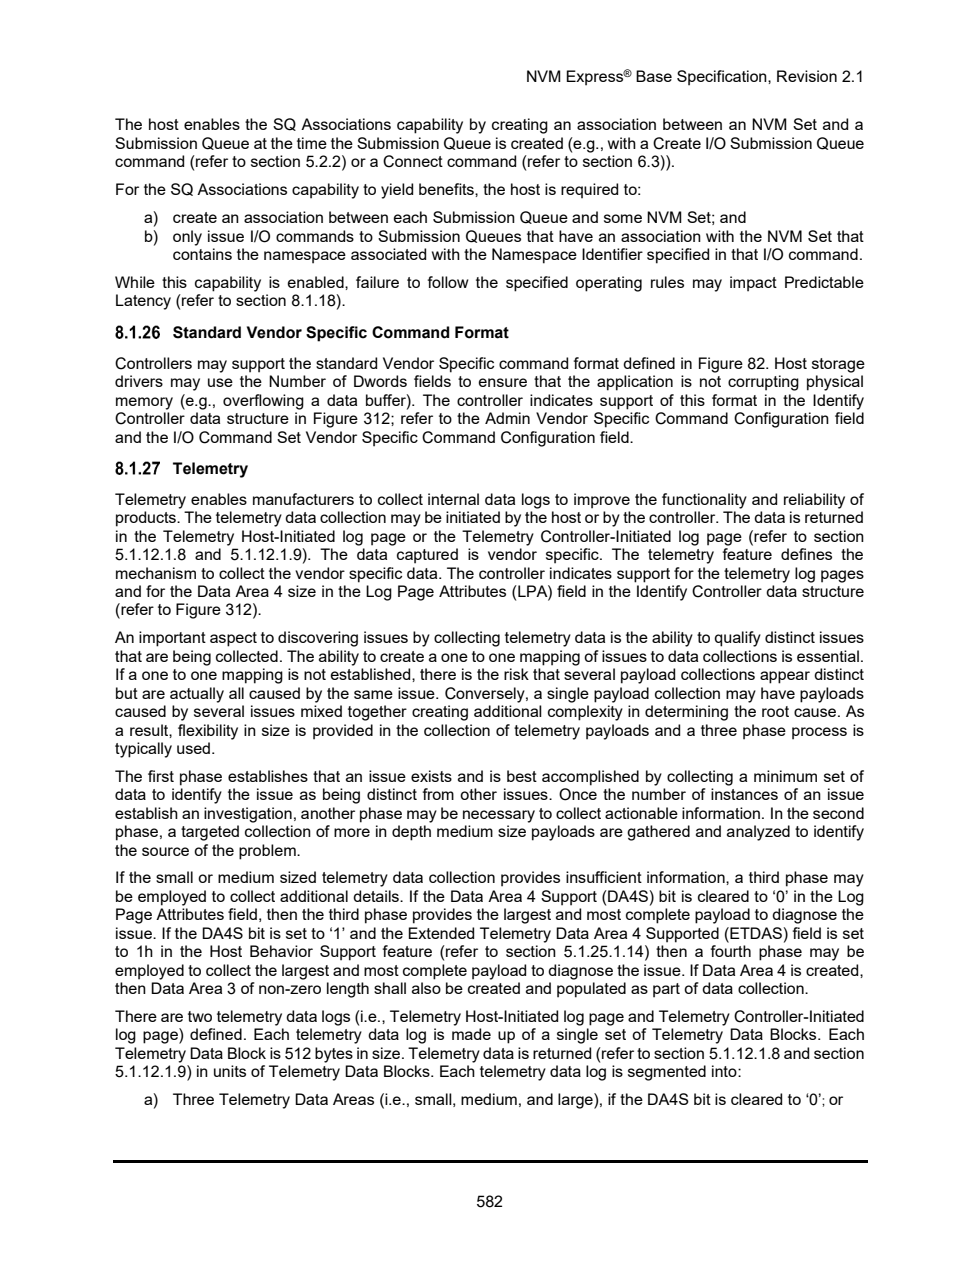 NVM Express® Base Specification, Revision 2.1
The host enables the SQ Associations capability by creating an association between an NVM Set and a
Submission Queue at the time the Submission Queue is created (e.g., with a Create I/O Submission Queue
command (refer to section 5.2.2) or a Connect command (refer to section 6.3)).
For the SQ Associations capability to yield benefits, the host is required to:
a) create an association between each Submission Queue and some NVM Set; and
b) only issue I/O commands to Submission Queues that have an association with the NVM Set that
contains the namespace associated with the Namespace Identifier specified in that I/O command.
While this capability is enabled, failure to follow the specified operating rules may impact Predictable
Latency (refer to section 8.1.18).
8.1.26 Standard Vendor Specific Command Format
Controllers may support the standard Vendor Specific command format defined in Figure 82. Host storage
drivers may use the Number of Dwords fields to ensure that the application is not corrupting physical
memory (e.g., overflowing a data buffer). The controller indicates support of this format in the Identify
Controller data structure in Figure 312; refer to the Admin Vendor Specific Command Configuration field
and the I/O Command Set Vendor Specific Command Configuration field.
8.1.27 Telemetry
Telemetry enables manufacturers to collect internal data logs to improve the functionality and reliability of
products. The telemetry data collection may be initiated by the host or by the controller. The data is returned
in the Telemetry Host-Initiated log page or the Telemetry Controller-Initiated log page (refer to section
5.1.12.1.8 and 5.1.12.1.9). The data captured is vendor specific. The telemetry feature defines the
mechanism to collect the vendor specific data. The controller indicates support for the telemetry log pages
and for the Data Area 4 size in the Log Page Attributes (LPA) field in the Identify Controller data structure
(refer to Figure 312).
An important aspect to discovering issues by collecting telemetry data is the ability to qualify distinct issues
that are being collected. The ability to create a one to one mapping of issues to data collections is essential.
If a one to one mapping is not established, there is the risk that several payload collections appear distinct
but are actually all caused by the same issue. Conversely, a single payload collection may have payloads
caused by several issues mixed together creating additional complexity in determining the root cause. As
a result, flexibility in size is provided in the collection of telemetry payloads and a three phase process is
typically used.
The first phase establishes that an issue exists and is best accomplished by collecting a minimum set of
data to identify the issue as being distinct from other issues. Once the number of instances of an issue
establish an investigation, another phase may be necessary to collect actionable information. In the second
phase, a targeted collection of more in depth medium size payloads are gathered and analyzed to identify
the source of the problem.
If the small or medium sized telemetry data collection provides insufficient information, a third phase may
be employed to collect additional details. If the Data Area 4 Support (DA4S) bit is cleared to ‘0’ in the Log
Page Attributes field, then the third phase provides the largest and most complete payload to diagnose the
issue. If the DA4S bit is set to ‘1’ and the Extended Telemetry Data Area 4 Supported (ETDAS) field is set
to 1h in the Host Behavior Support feature (refer to section 5.1.25.1.14) then a fourth phase may be
employed to collect the largest and most complete payload to diagnose the issue. If Data Area 4 is created,
then Data Area 3 of non-zero length shall also be created and populated as part of data collection.
There are two telemetry data logs (i.e., Telemetry Host-Initiated log page and Telemetry Controller-Initiated
log page) defined. Each telemetry data log is made up of a single set of Telemetry Data Blocks. Each
Telemetry Data Block is 512 bytes in size. Telemetry data is returned (refer to section 5.1.12.1.8 and section
5.1.12.1.9) in units of Telemetry Data Blocks. Each telemetry data log is segmented into:
a) Three Telemetry Data Areas (i.e., small, medium, and large), if the DA4S bit is cleared to ‘0’; or
582